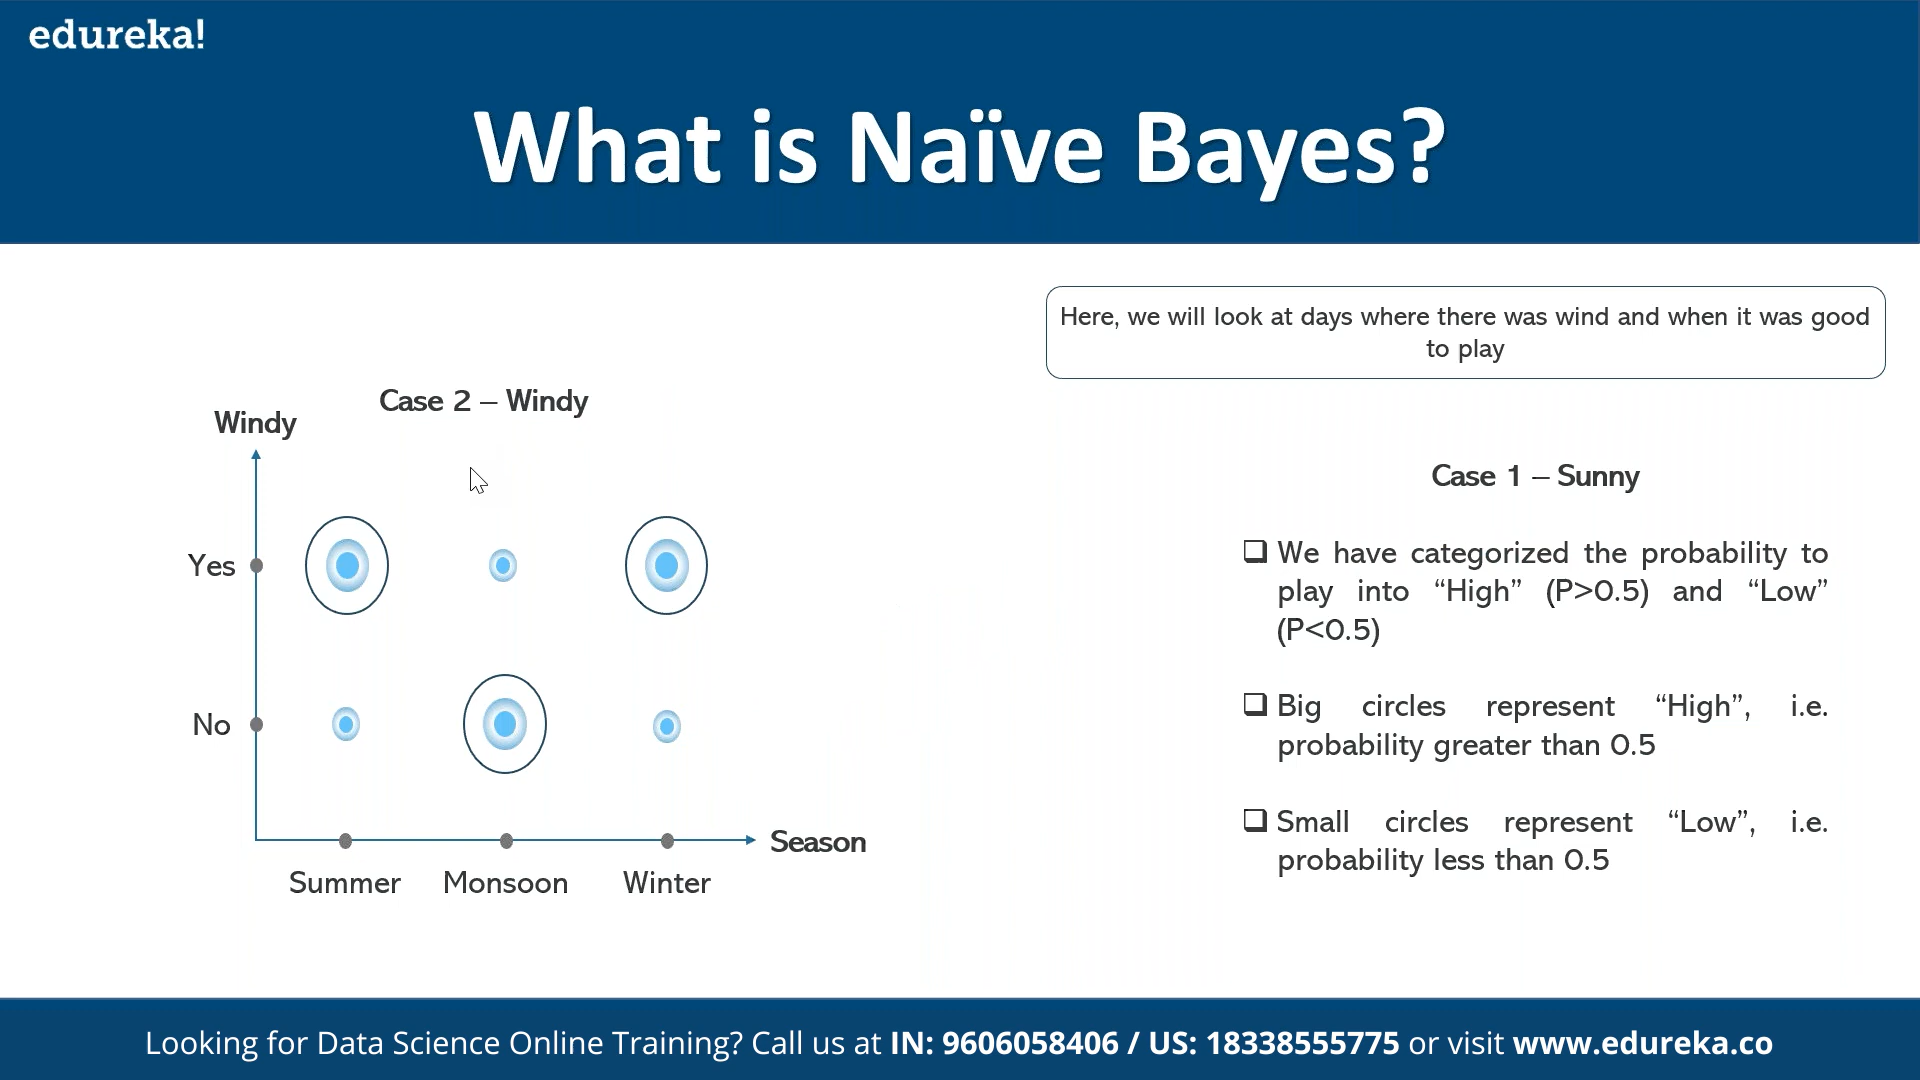 edureka!
What is Naïve Bayes?
Here, we will look at days where there was wind and when it was good
to play
Case 2 – Windy
Windy
Yes
No
Summer
Monsoon
Winter
Season
Case 1 – Sunny
We have categorized the probability to
play into “High” (P>0.5) and “Low”
(P<0.5)
Big circles represent “High”, i.e.
probability greater than 0.5
Small circles represent “Low”, i.e.
probability less than 0.5
Looking for Data Science Online Training? Call us at IN: 9606058406 / US: 18338555775 or visit www.edureka.co